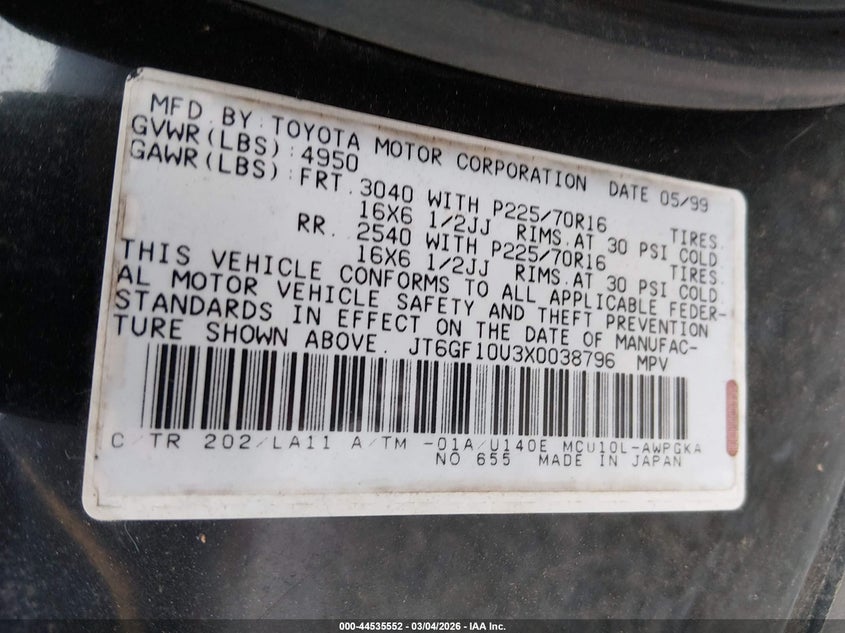 MFD. BY: TOYOTA MOTOR CORPORATION DATE 05/99
GVWR(LBS):4950
GAWR(LBS):FRT. 3040 WITH P225/70R16 TIRES.
16X6 1/2JJ RIMS.AT 30 PSI COLD.
RR. 2540 WITH P225/70R16 TIRES.
16X6 1/2JJ RIMS.AT 30 PSI COLD.
THIS VEHICLE CONFORMS TO ALL APPLICABLE FEDER-
AL MOTOR VEHICLE SAFETY AND THEFT PREVENTION
STANDARDS IN EFFECT ON THE DATE OF MANUFAC-
TURE SHOWN ABOVE. JT6GF10U3X0038796 MPV
C/TR 202/LA11 A/TM -01A/U140E MCU10L-AWPGKA
NO 655 MADE IN JAPAN
000-44535552 | 03/04/2026 - IAA Inc.